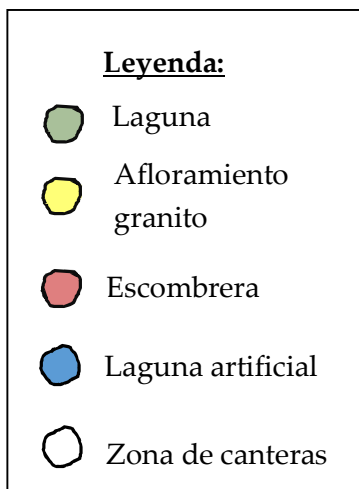 Leyenda:
Laguna
Afloramiento
granito
Escombrera
Laguna artificial
Zona de canteras